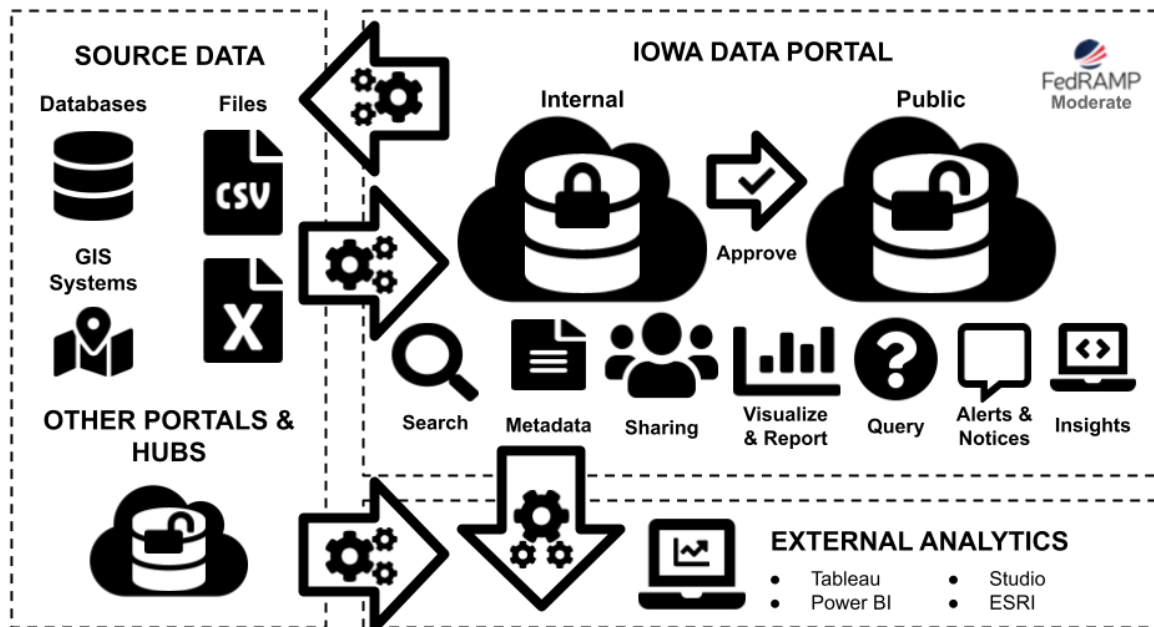 SOURCE DATA
Databases
Files
CSV
GIS
Systems
X
OTHER PORTALS &
HUBS
IOWA DATA PORTAL
FedRAMP
Moderate
Internal
Public
Approve
Search
Metadata
Sharing
Visualize
& Report
Query
Alerts &
Notices
Insights
EXTERNAL ANALYTICS
● Tableau
● Power BI
● Studio
● ESRI